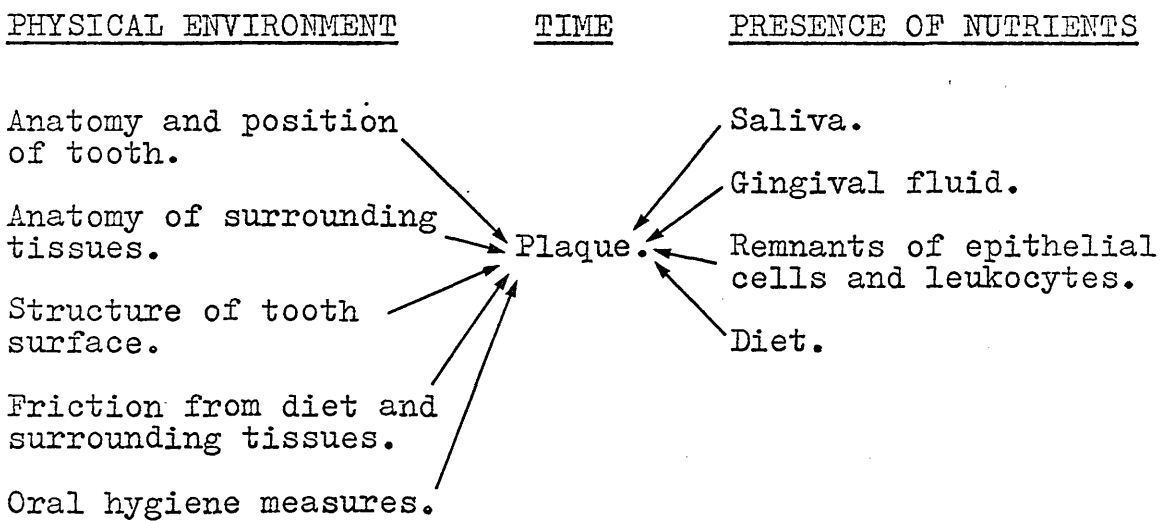 PHYSICAL ENVIRONMENT
TIME
PRESENCE OF NUTRIENTS
Anatomy and position
of tooth.
Anatomy of surrounding
tissues.
Structure of tooth
surface.
Friction from diet and
surrounding tissues.
Oral hygiene measures.
Plaque.
Saliva.
Gingival fluid.
Remnants of epithelial
cells and leukocytes.
Diet.